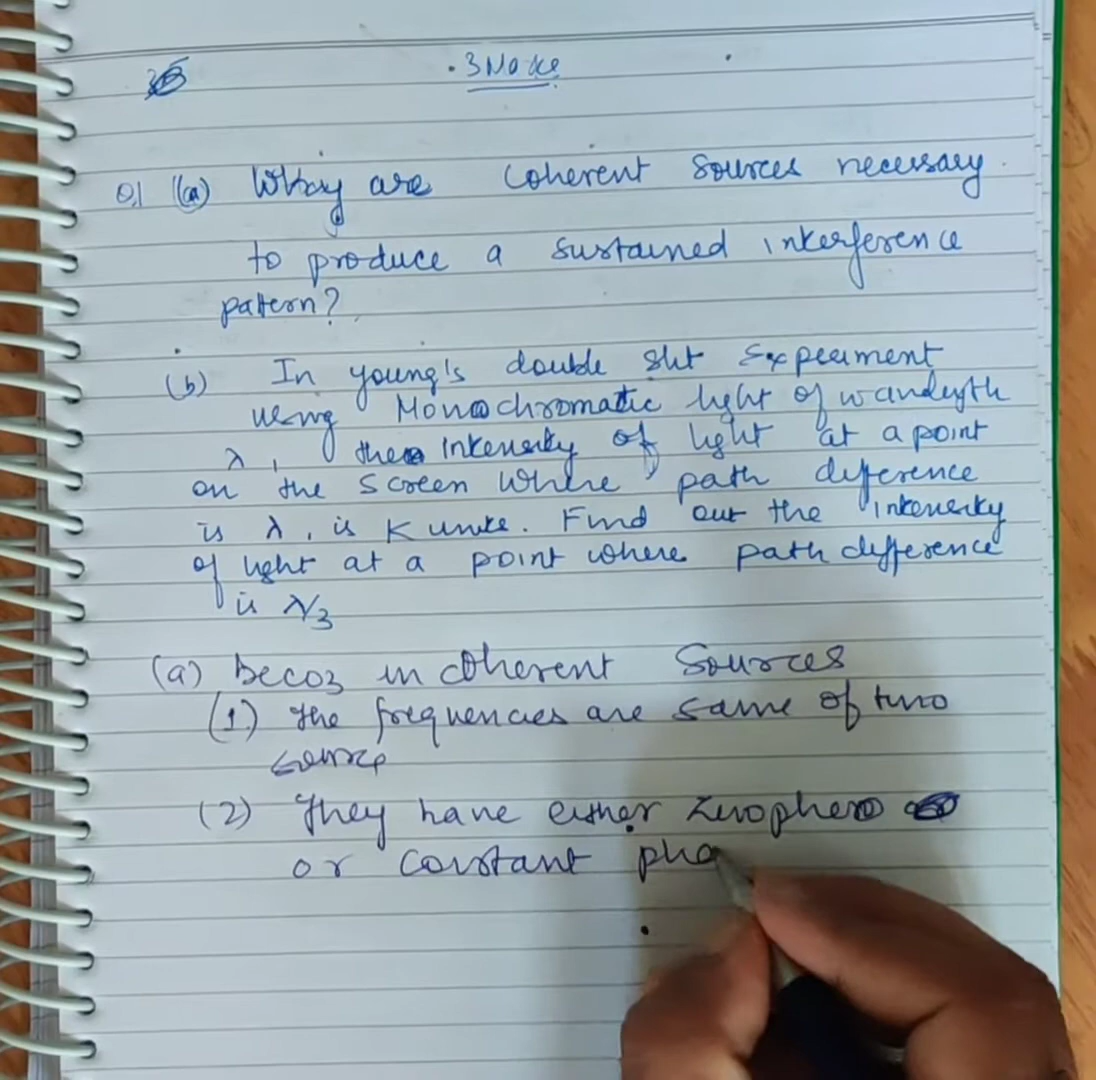 3 Marks
Q1 (a) Why are coherent sources necessary
to produce a sustained interference
pattern?
(b) In young's double slit Experiment
using Monochromatic light of wavelength
λ, the intensity of light at a point
on the screen where path difference
is λ, is K units. Find out the intensity
of light at a point where path difference
is λ/3
(a) Becoz in coherent sources
(1) The frequencies are same of two
source
(2) They have either zero phase
or constant pha